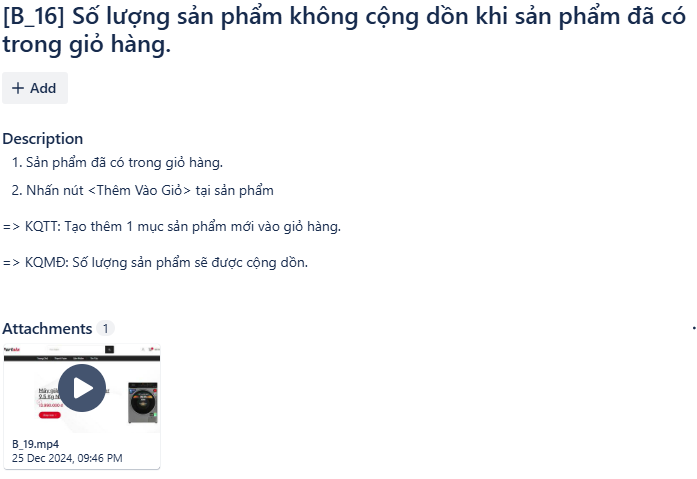 [B_16] Số lượng sản phẩm không cộng dồn khi sản phẩm đã có
trong giỏ hàng.
+ Add
Description
1. Sản phẩm đã có trong giỏ hàng.
2. Nhấn nút <Thêm Vào Giỏ> tại sản phẩm
=> KQTT: Tạo thêm 1 mục sản phẩm mới vào giỏ hàng.
=> KQMĐ: Số lượng sản phẩm sẽ được cộng dồn.
Attachments 1
B_19.mp4
25 Dec 2024, 09:46 PM